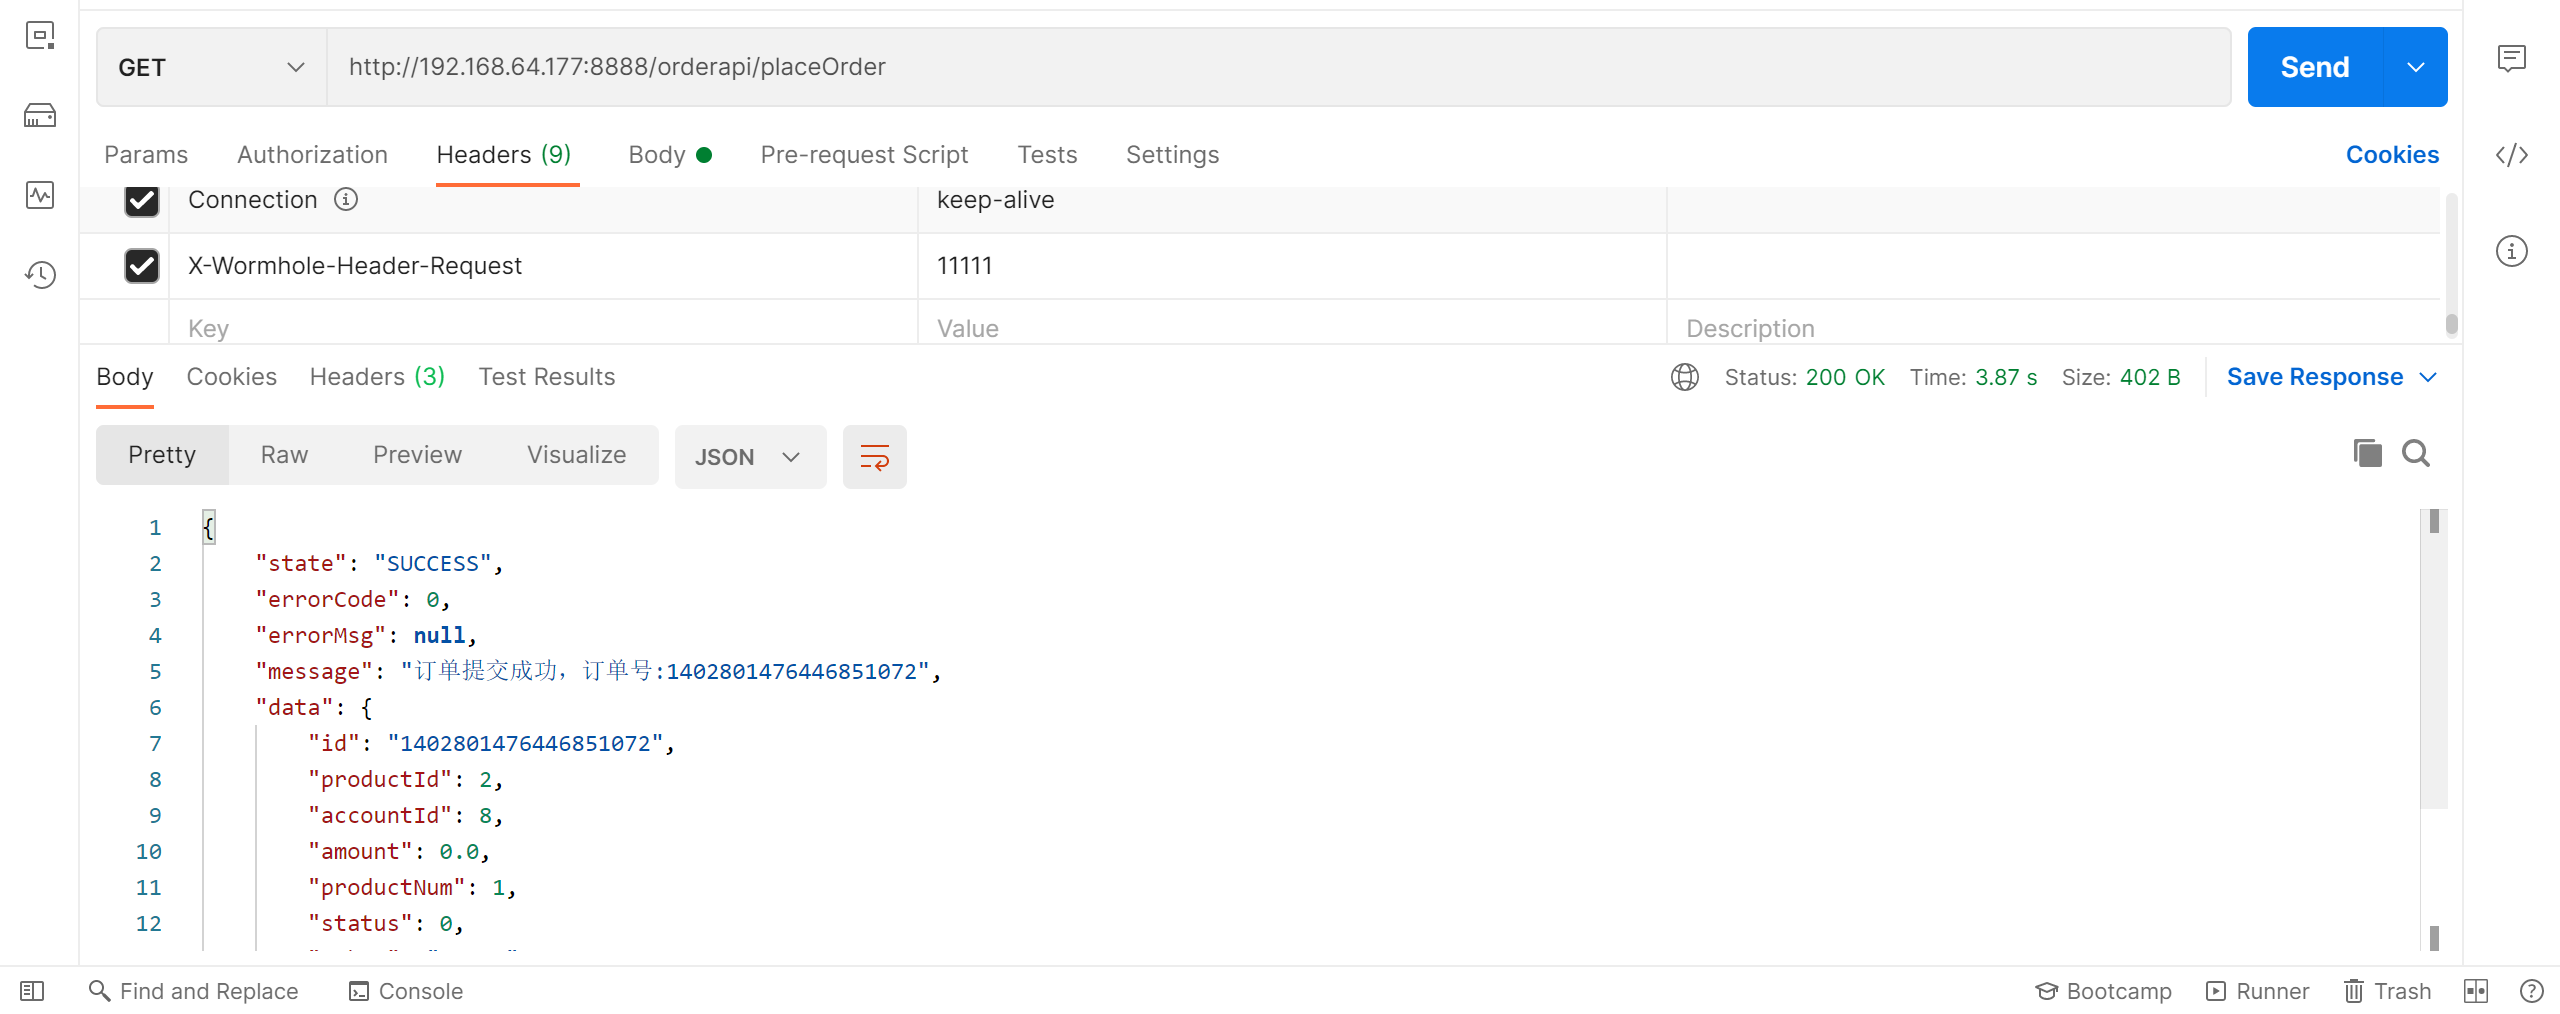 GET http://192.168.64.177:8888/orderapi/placeOrder Send
Params Authorization Headers (9) Body Pre-request Script Tests Settings Cookies
Connection keep-alive
X-Wormhole-Header-Request 11111
Key Value Description
Body Cookies Headers (3) Test Results Status: 200 OK Time: 3.87 s Size: 402 B Save Response
Pretty Raw Preview Visualize JSON
1 {
2 "state": "SUCCESS",
3 "errorCode": 0,
4 "errorMsg": null,
5 "message": "订单提交成功，订单号:1402801476446851072",
6 "data": {
7 "id": "1402801476446851072",
8 "productId": 2,
9 "accountId": 8,
10 "amount": 0.0,
11 "productNum": 1,
12 "status": 0,
Find and Replace Console Bootcamp Runner Trash